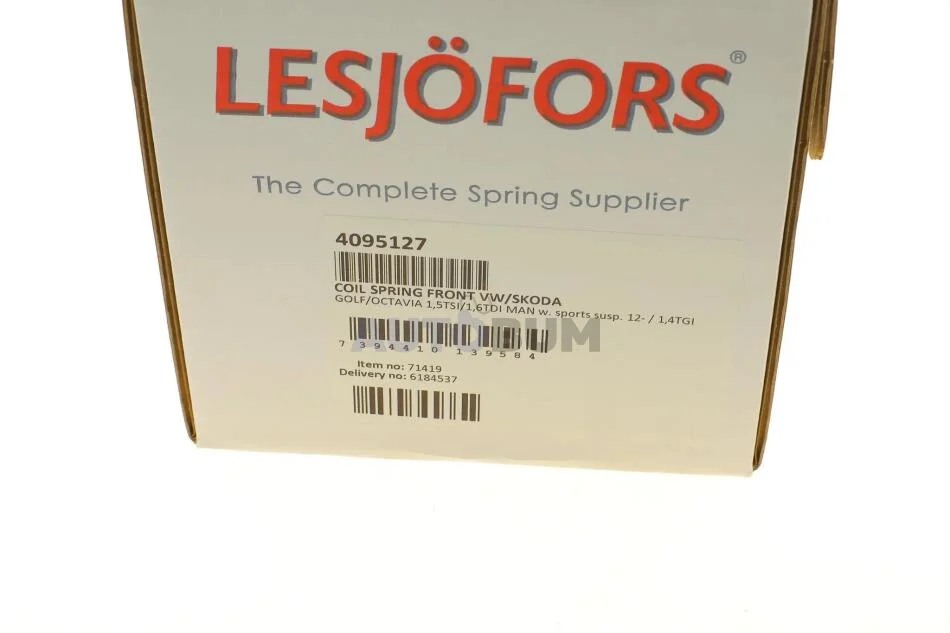 LESJÖFORS®
The Complete Spring Supplier
4095127
COIL SPRING FRONT VW/SKODA
GOLF/OCTAVIA 1,5TSI/1,6TDI MAN w. sports susp. 12- / 1,4TGI
AUTOBUM
7 394410 139584
Item no: 71419
Delivery no: 6184537